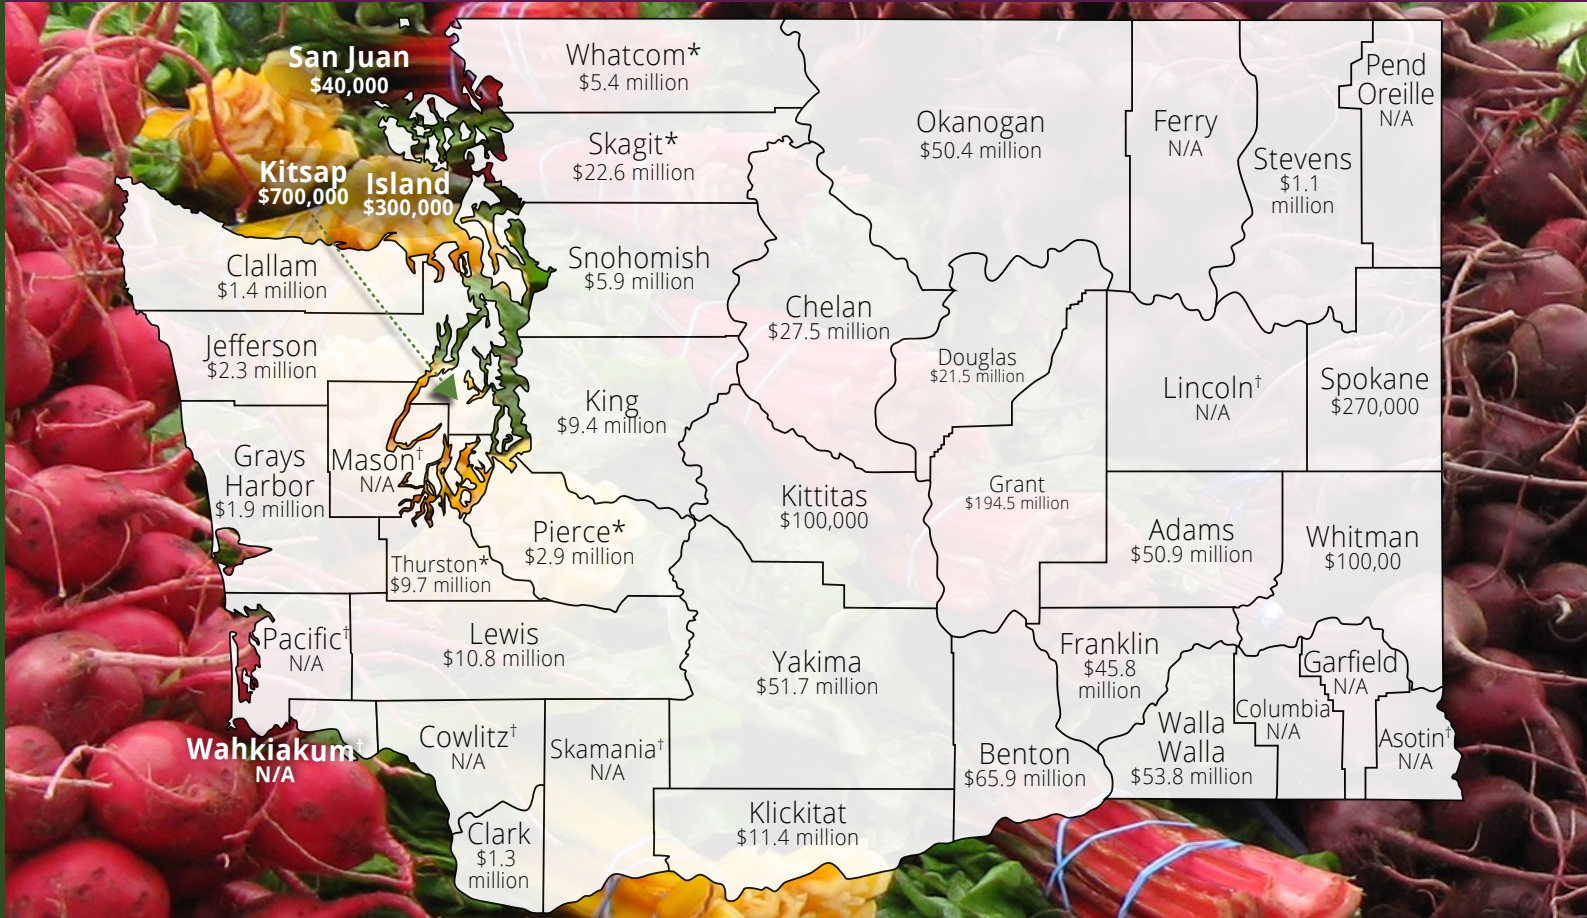 San Juan
$40,000
Whatcom*
$5.4 million
Pend
Oreille
N/A
Okanogan
$50.4 million
Ferry
N/A
Skagit*
$22.6 million
Stevens
$1.1
million
Kitsap
$700,000
Island
$300,000
Clallam
$1.4 million
Snohomish
$5.9 million
Chelan
$27.5 million
Jefferson
$2.3 million
Douglas
$21.5 million
Lincoln†
N/A
Spokane
$270,000
King
$9.4 million
Grays
Harbor
$1.9 million
Mason†
N/A
Kittitas
$100,000
Grant
$194.5 million
Pierce*
$2.9 million
Adams
$50.9 million
Whitman
$100,00
Thurston*
$9.7 million
Pacific†
N/A
Lewis
$10.8 million
Yakima
$51.7 million
Franklin
$45.8
million
Garfield
N/A
Wahkiakum†
N/A
Cowlitz†
N/A
Skamania†
N/A
Benton
$65.9 million
Walla
Walla
$53.8 million
Columbia
N/A
Asotin†
N/A
Clark
$1.3
million
Klickitat
$11.4 million